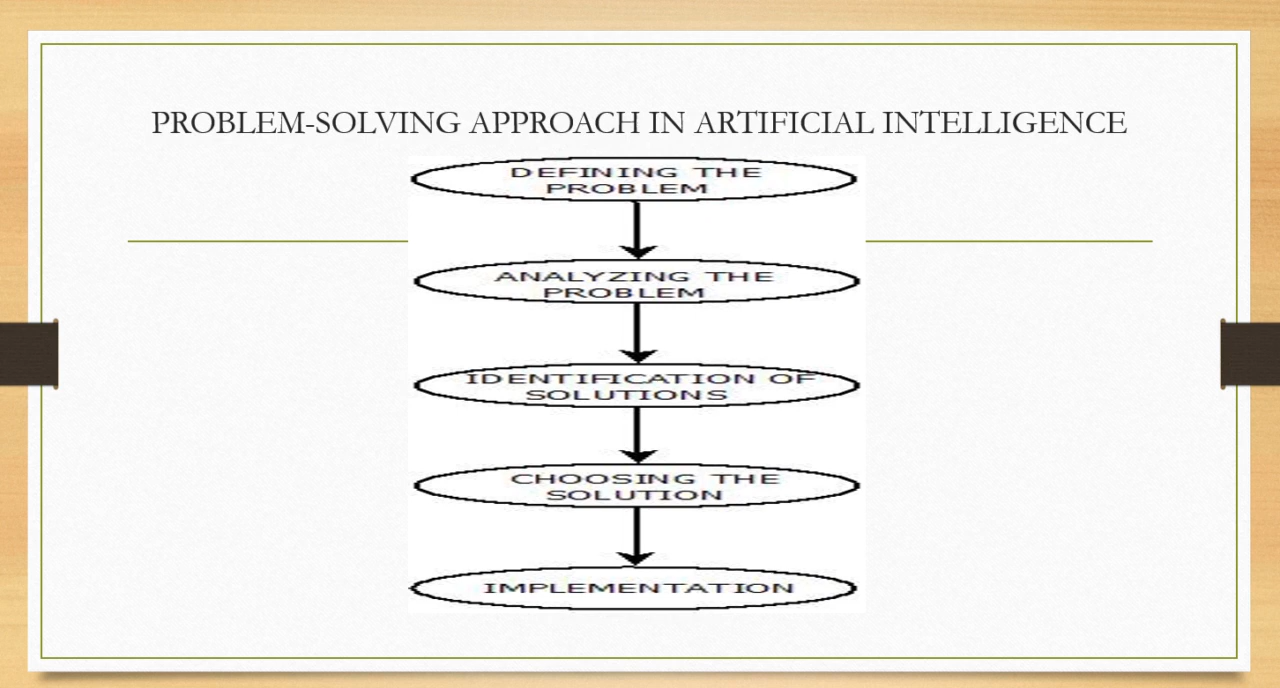 PROBLEM-SOLVING APPROACH IN ARTIFICIAL INTELLIGENCE
DEFINING THE
PROBLEM
ANALYZING THE
PROBLEM
IDENTIFICATION OF
SOLUTIONS
CHOOSING THE
SOLUTION
IMPLEMENTATION